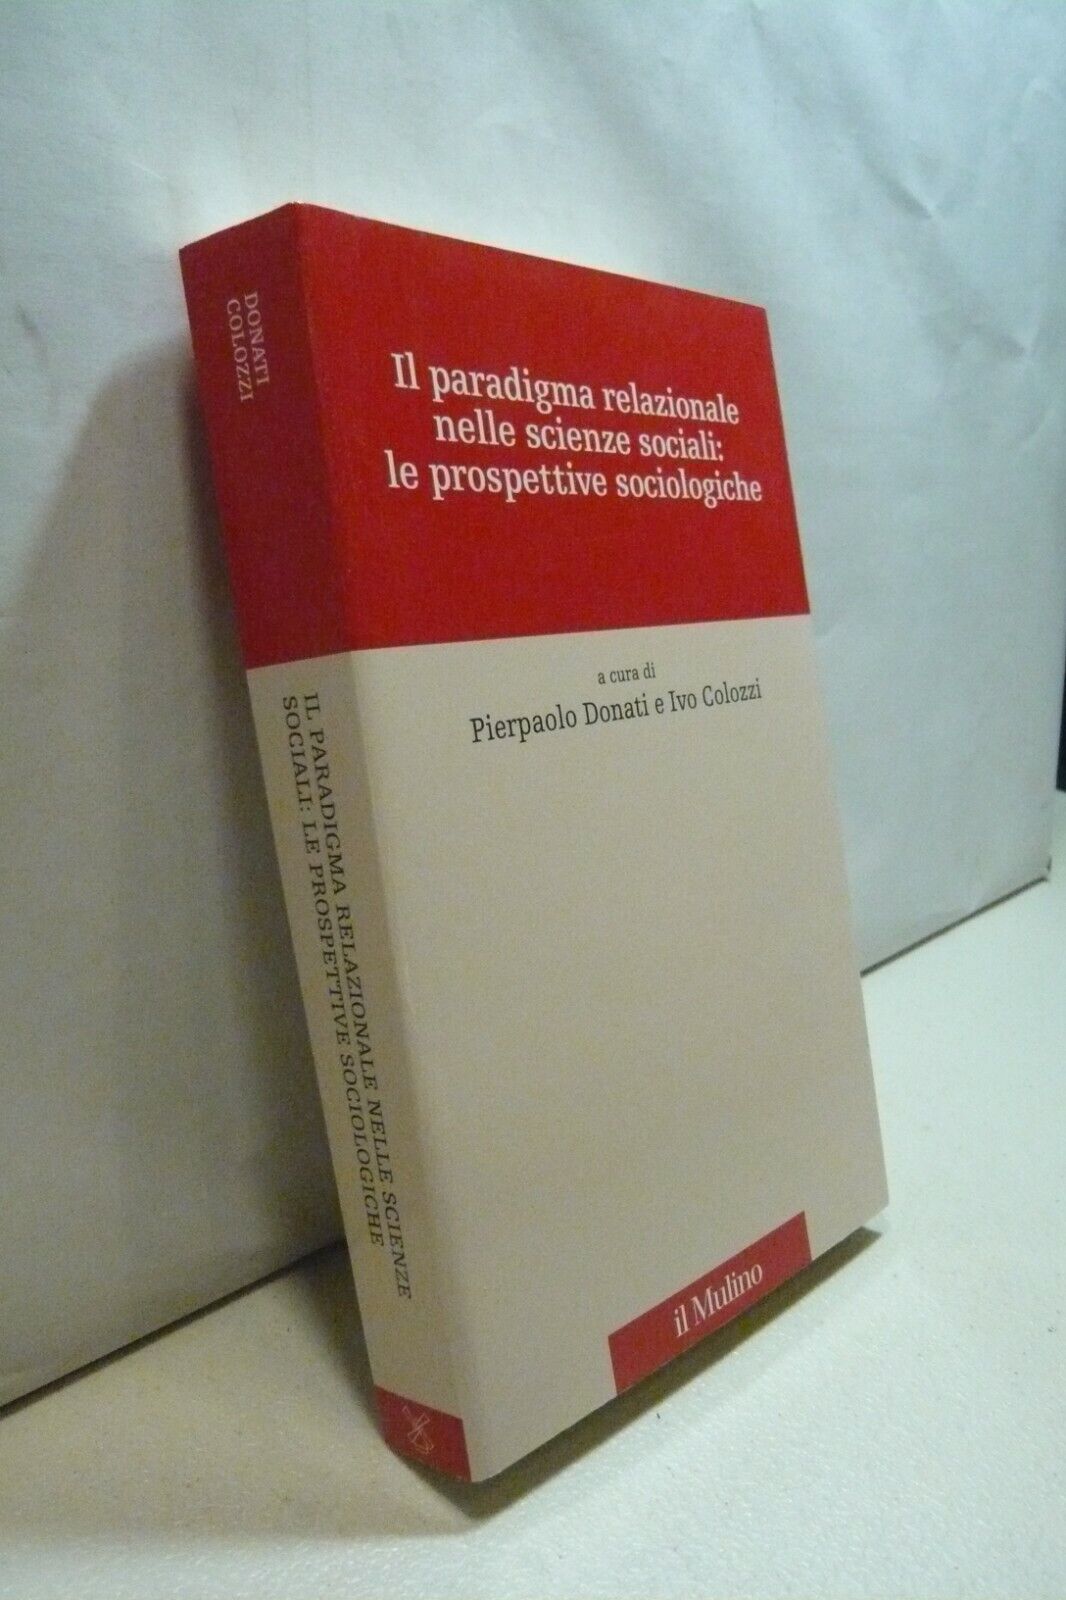 DONATI
COLOZZI
Il paradigma relazionale
nelle scienze sociali:
le prospettive sociologiche
a cura di
Pierpaolo Donati e Ivo Colozzi
IL PARADIGMA RELAZIONALE NELLE SCIENZE
SOCIALI: LE PROSPETTIVE SOCIOLOGICHE
il Mulino